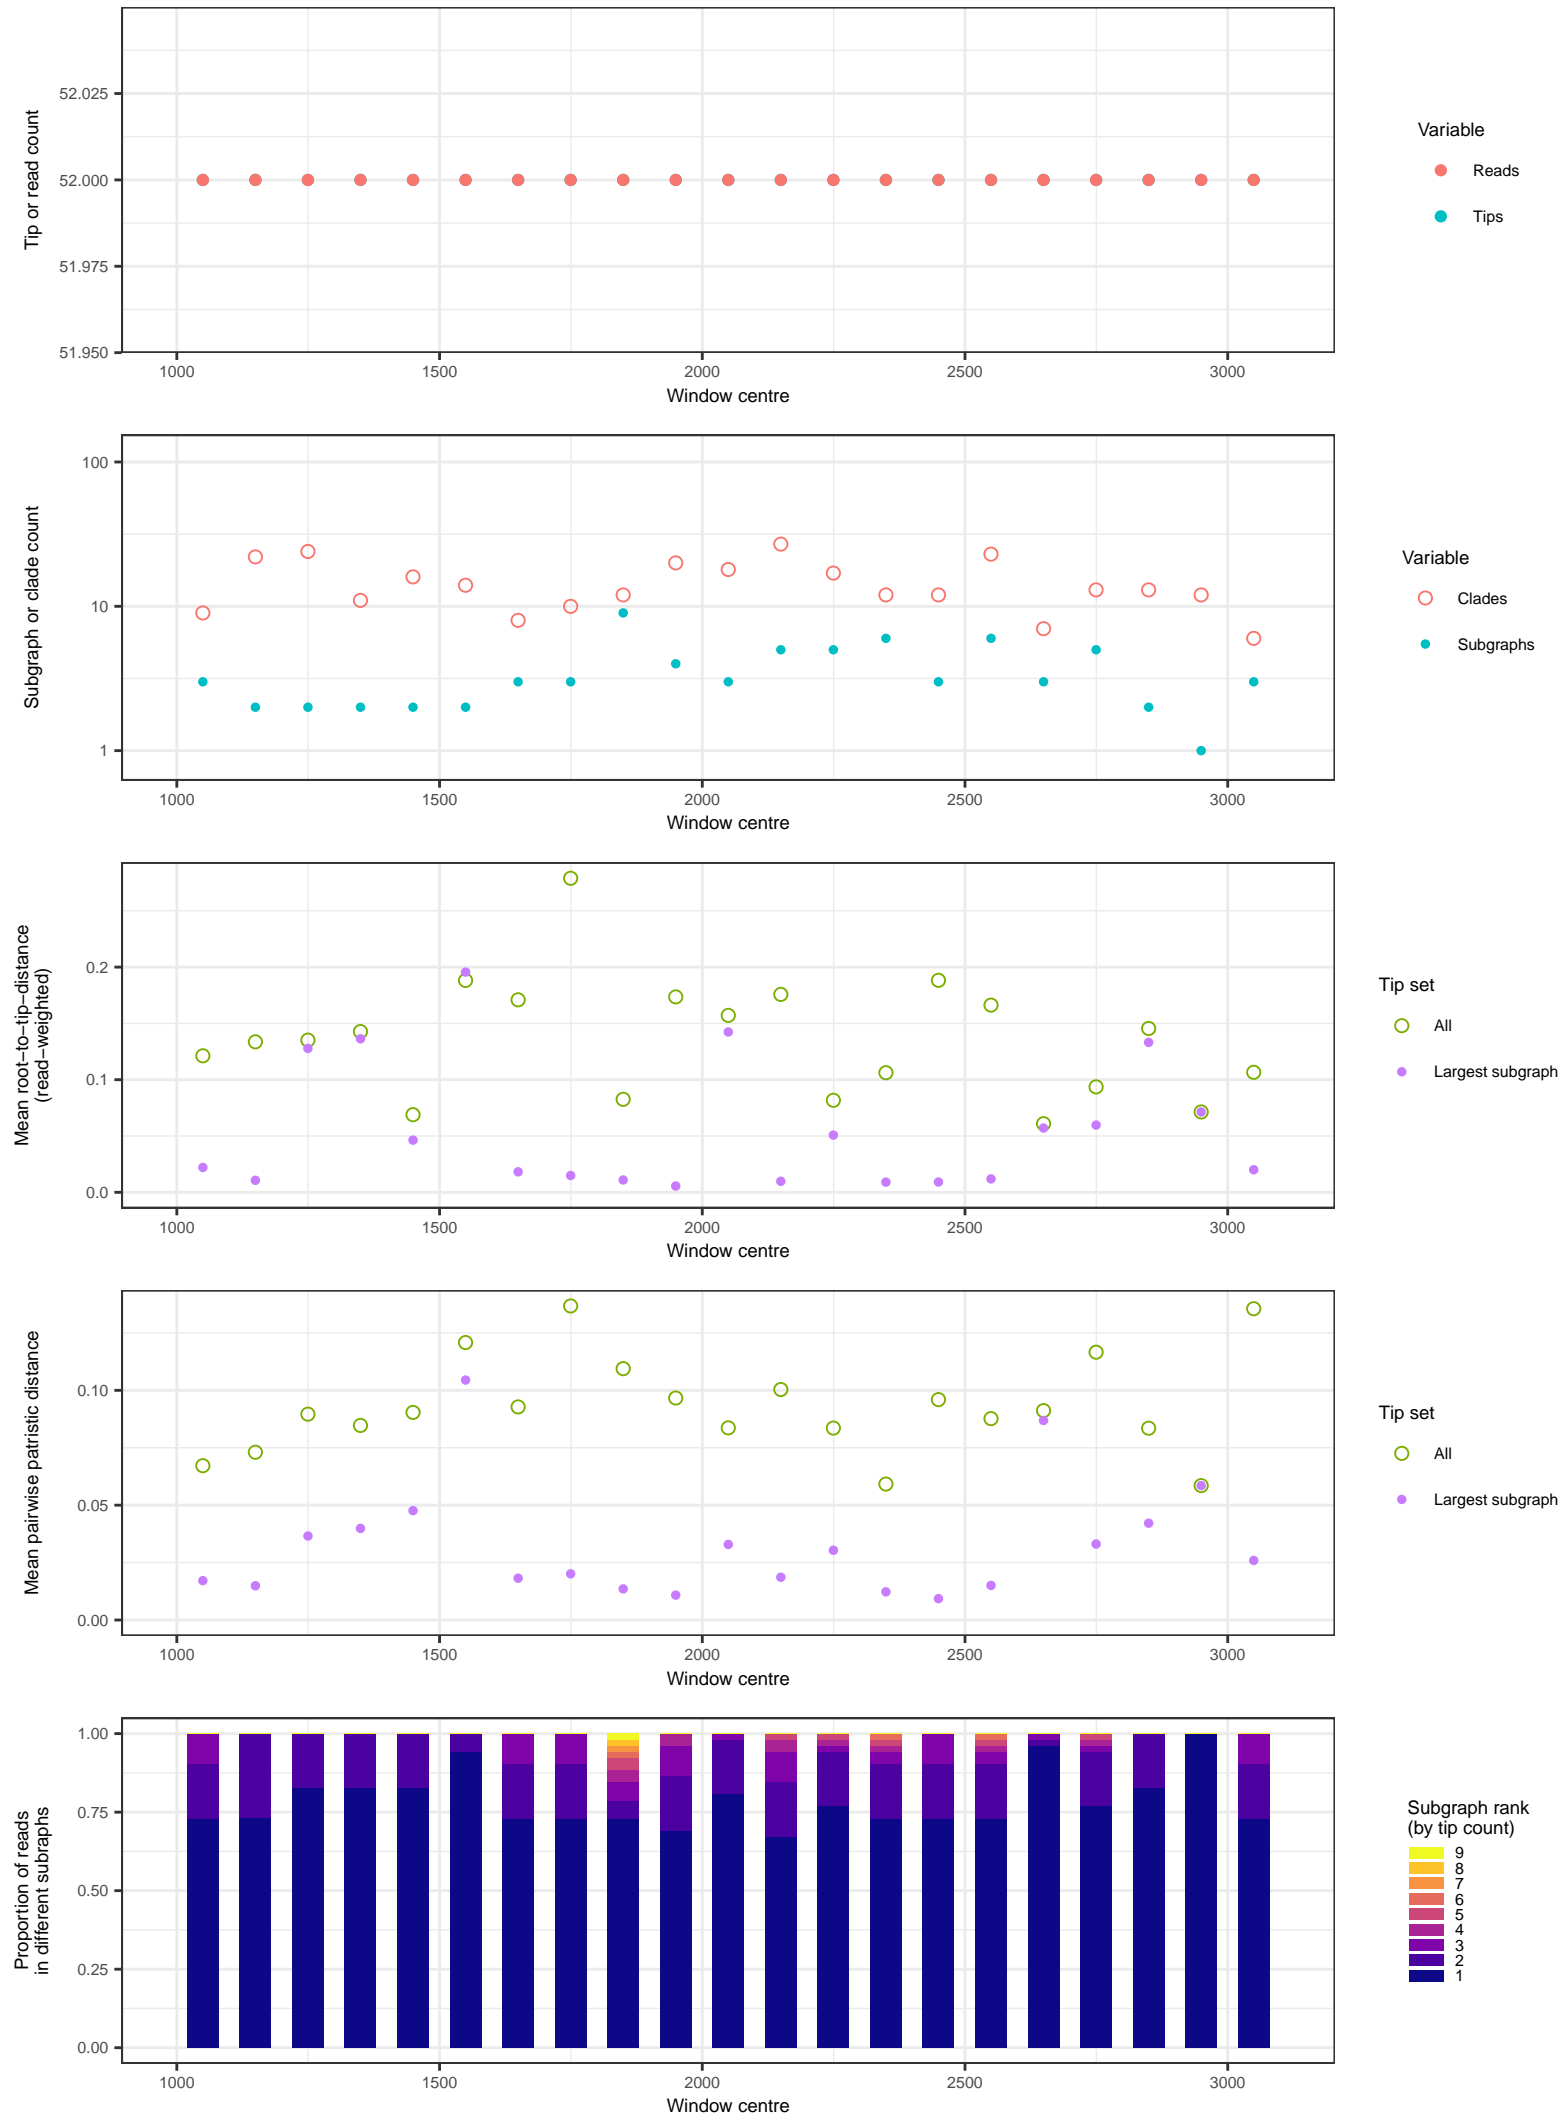 52.025
52.000
51.975
51.950
Tip or read count
1000 1500 2000 2500 3000
Window centre
Variable
Reads
Tips
100
10
1
Subgraph or clade count
1000 1500 2000 2500 3000
Window centre
Variable
Clades
Subgraphs
0.2
0.1
0.0
Mean root−to−tip−distance
(read−weighted)
1000 1500 2000 2500 3000
Window centre
Tip set
All
Largest subgraph
0.10
0.05
0.00
Mean pairwise patristic distance
1000 1500 2000 2500 3000
Window centre
Tip set
All
Largest subgraph
1.00
0.75
0.50
0.25
0.00
Proportion of reads
in different subraphs
1000 1500 2000 2500 3000
Window centre
Subgraph rank
(by tip count)
9
8
7
6
5
4
3
2
1